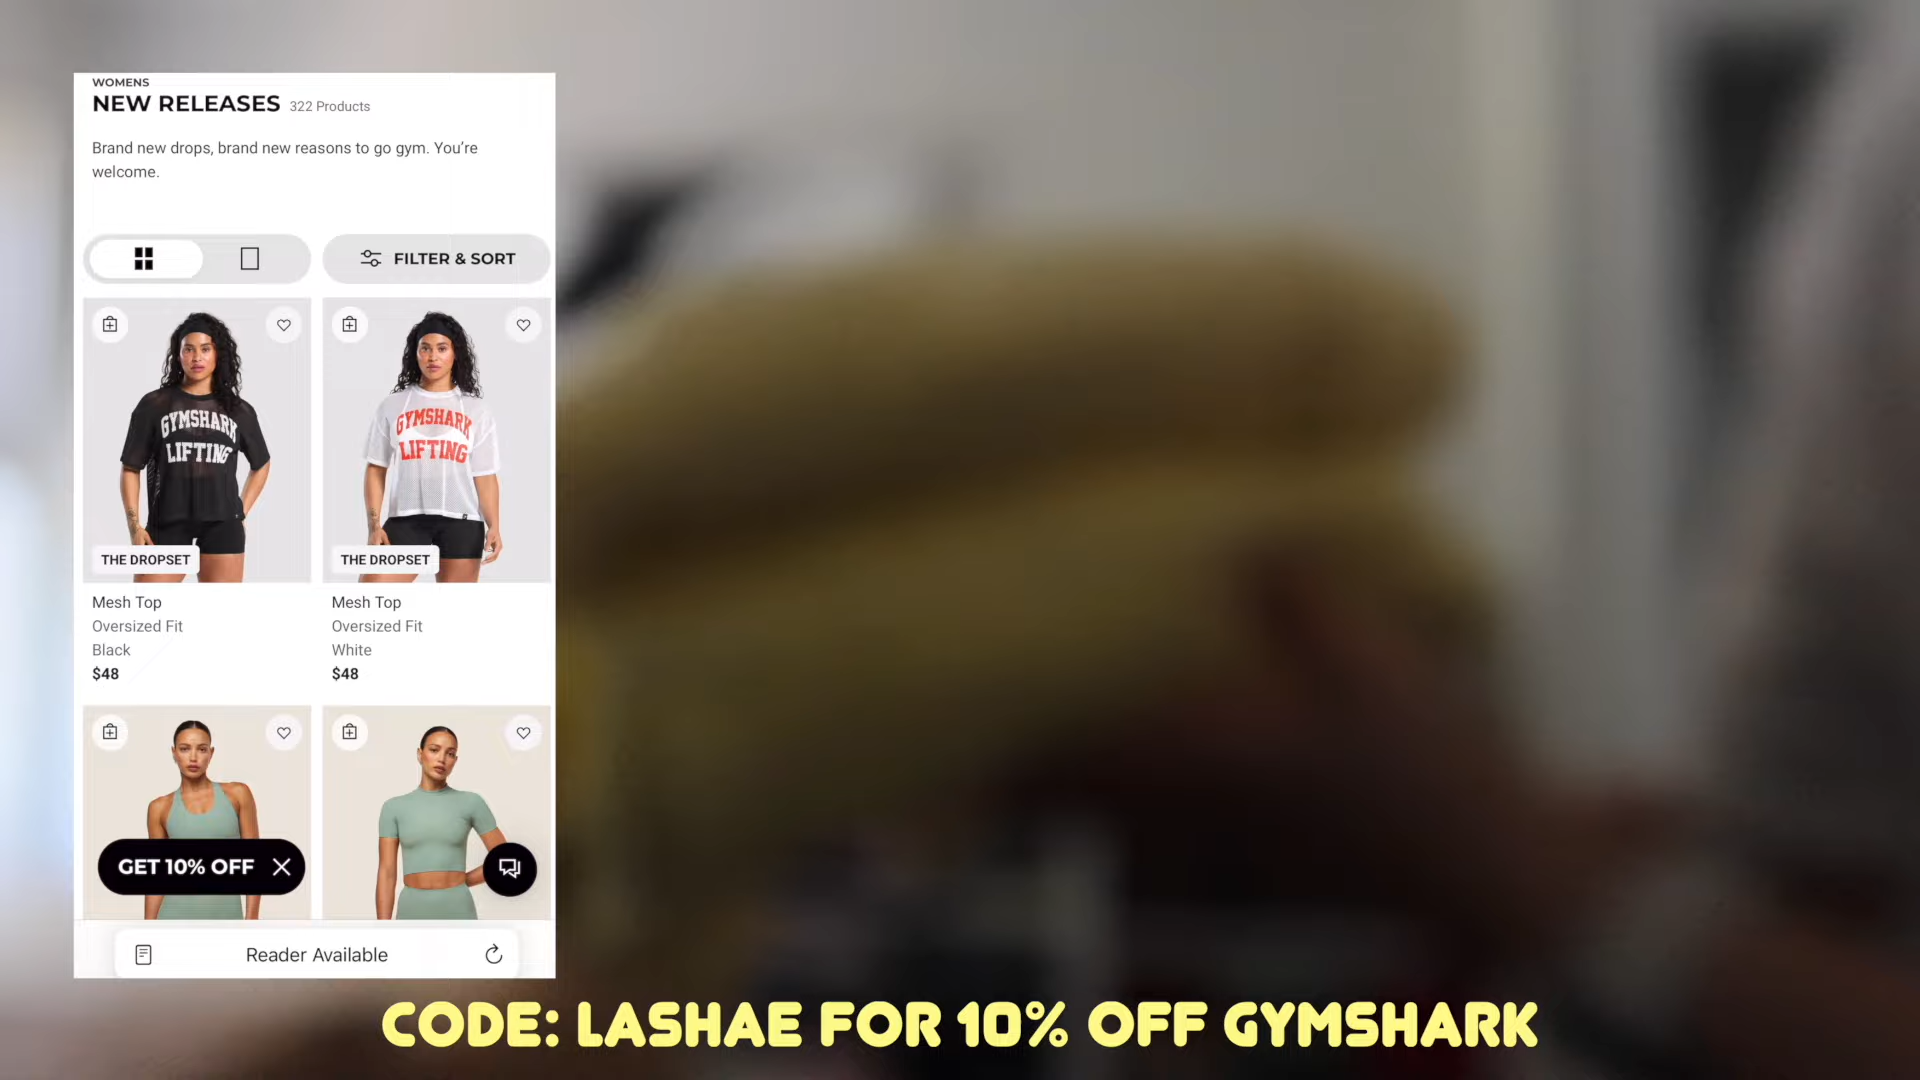 WOMENS
NEW RELEASES 322 Products
Brand new drops, brand new reasons to go gym. You’re
welcome.
FILTER & SORT
GYMSHARK
LIFTING
THE DROPSET
GYMSHARK
LIFTING
THE DROPSET
Mesh Top
Oversized Fit
Black
$48
Mesh Top
Oversized Fit
White
$48
GET 10% OFF
Reader Available
CODE: LASHAE FOR 10% OFF GYMSHARK